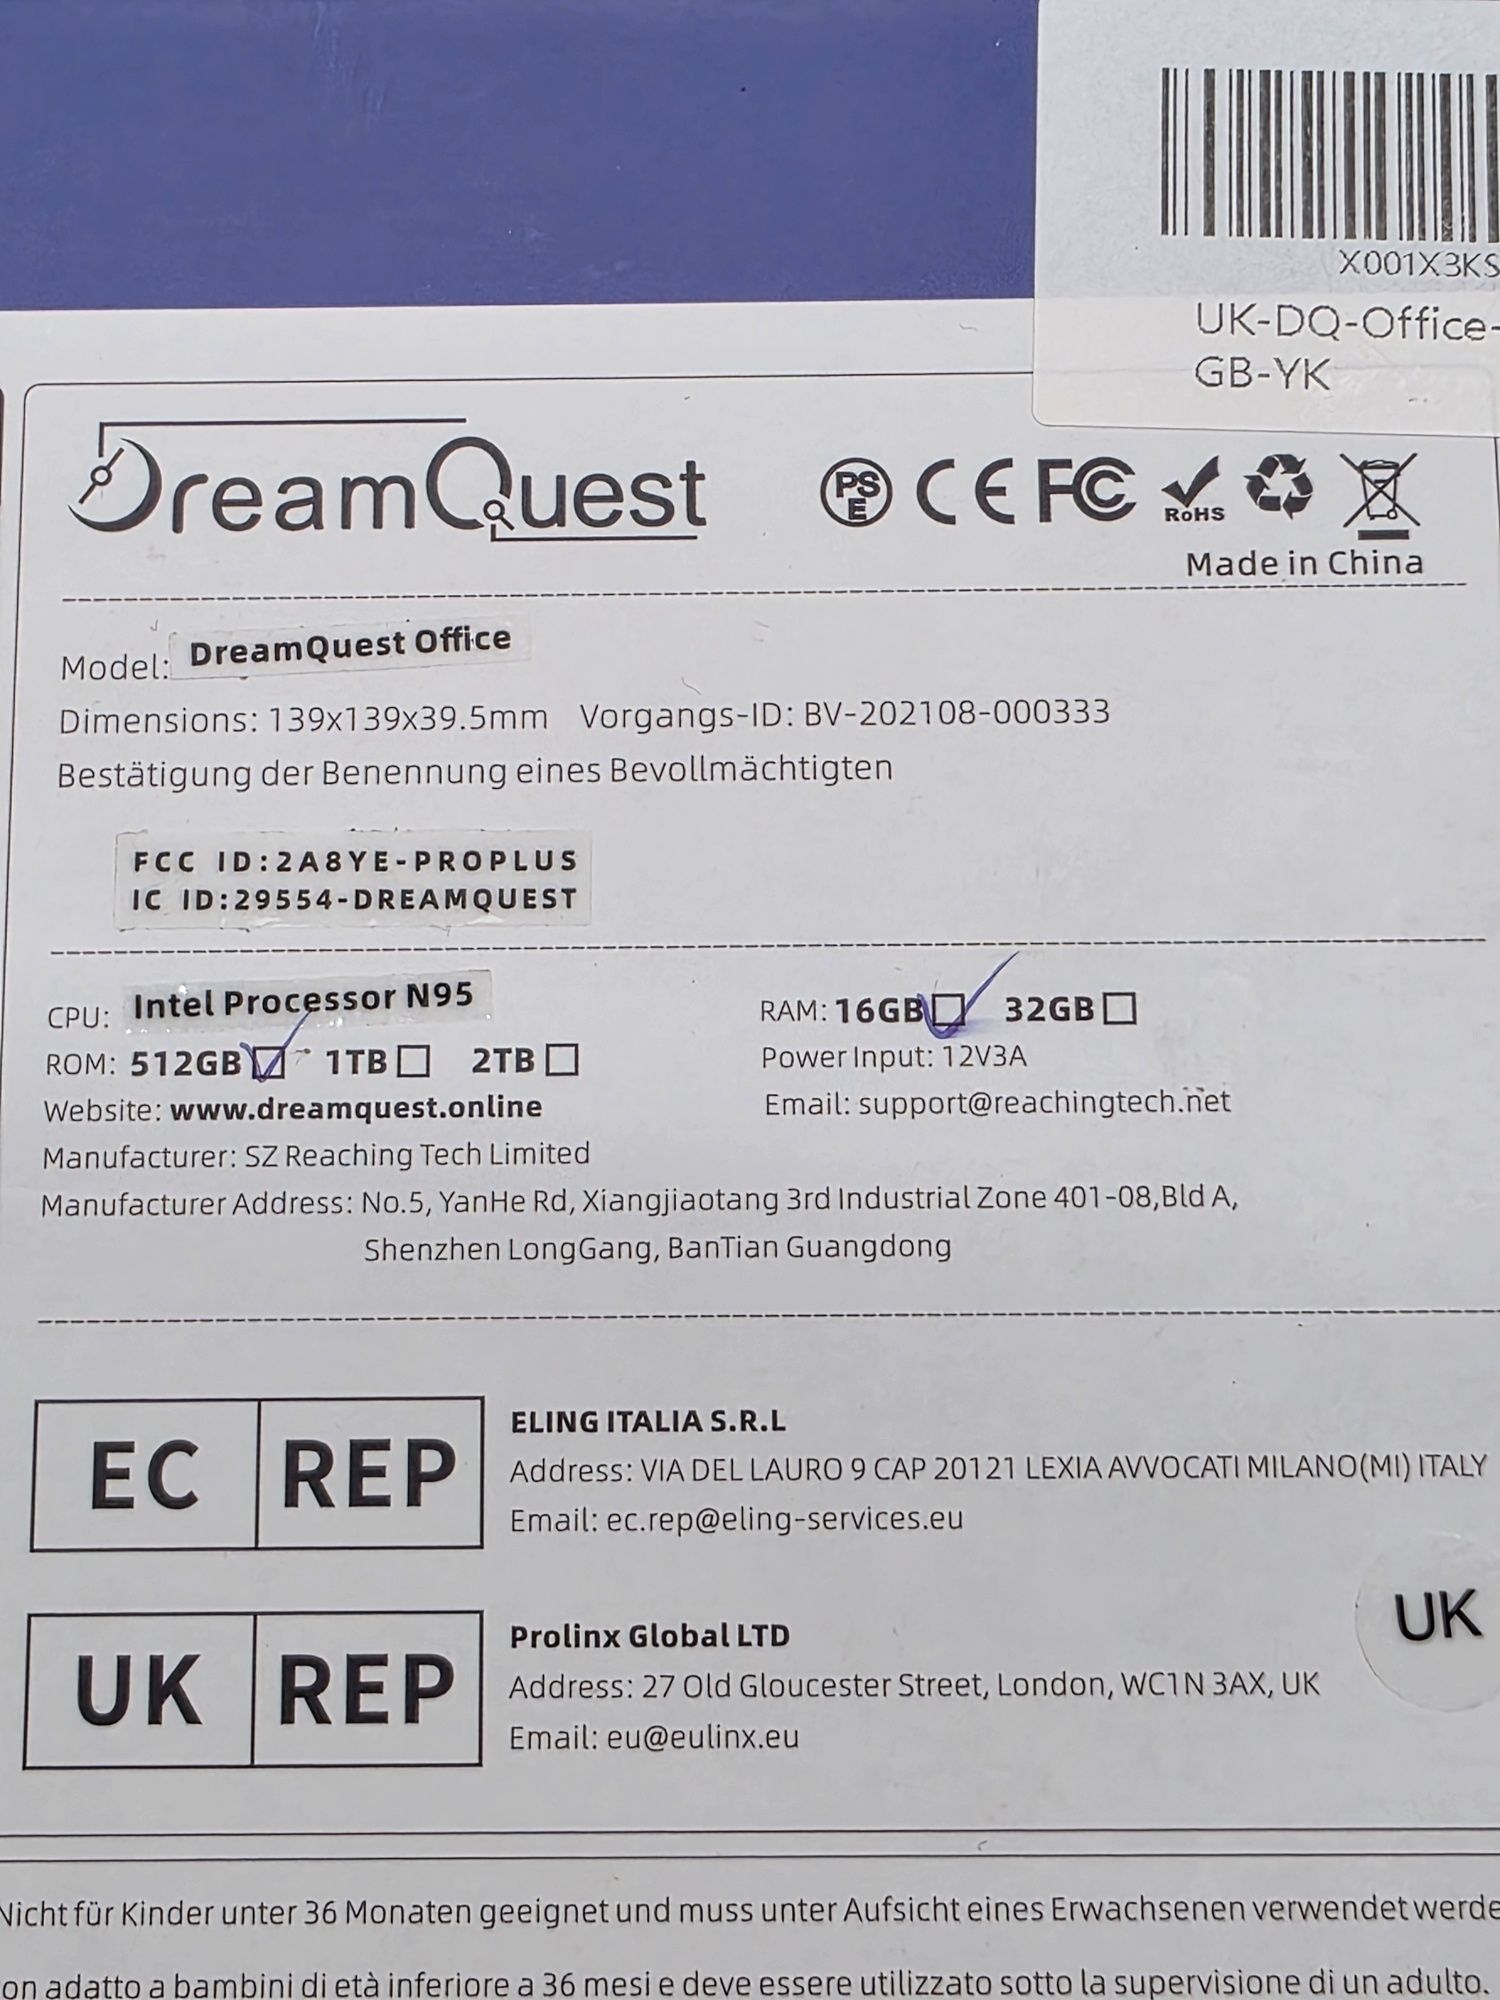 X001X3KS
UK-DQ-Office-
GB-YK
DreamQuest
PS E CE FC RoHS
Made in China
Model: DreamQuest Office
Dimensions: 139x139x39.5mm Vorgangs-ID: BV-202108-000333
Bestätigung der Benennung eines Bevollmächtigten
FCC ID:2A8YE-PROPLUS
IC ID:29554-DREAMQUEST
CPU: Intel Processor N95 RAM: 16GB 32GB
ROM: 512GB 1TB 2TB Power Input: 12V3A
Website: www.dreamquest.online Email: support@reachingtech.net
Manufacturer: SZ Reaching Tech Limited
Manufacturer Address: No.5, YanHe Rd, Xiangjiaotang 3rd Industrial Zone 401-08,Bld A,
Shenzhen LongGang, BanTian Guangdong
EC REP
ELING ITALIA S.R.L
Address: VIA DEL LAURO 9 CAP 20121 LEXIA AVVOCATI MILANO(MI) ITALY
Email: ec.rep@eling-services.eu
UK REP
Prolinx Global LTD
Address: 27 Old Gloucester Street, London, WC1N 3AX, UK
Email: eu@eulinx.eu
UK
Nicht für Kinder unter 36 Monaten geeignet und muss unter Aufsicht eines Erwachsenen verwendet werde
on adatto a bambini di età inferiore a 36 mesi e deve essere utilizzato sotto la supervisione di un adulto.